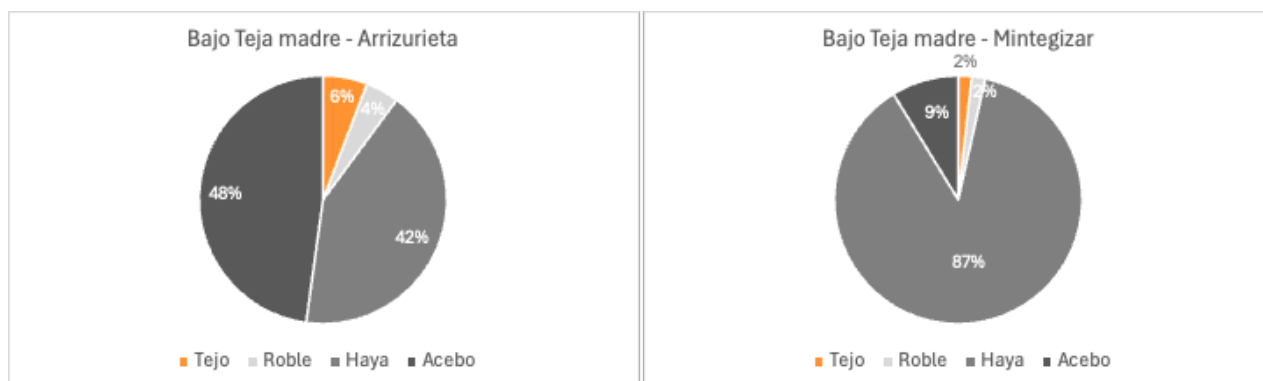 Bajo Teja madre - Arrizurieta
6%
4%
48%
42%
Tejo Roble Haya Acebo
Bajo Teja madre - Mintegizar
2%
2%
9%
87%
Tejo Roble Haya Acebo